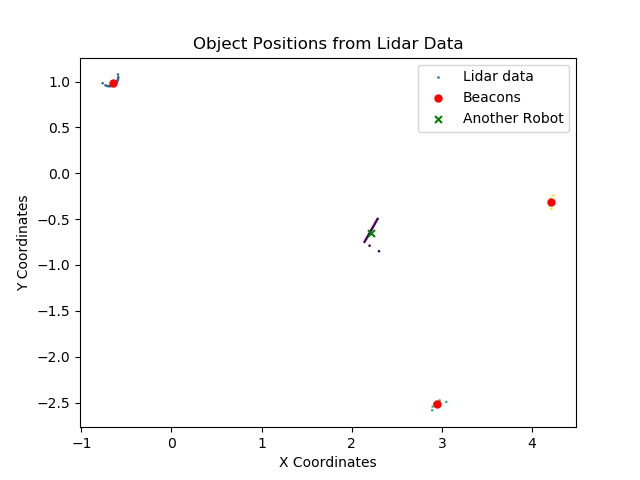 Object Positions from Lidar Data
Lidar data
Beacons
Another Robot
Y Coordinates
1.0
0.5
0.0
−0.5
−1.0
−1.5
−2.0
−2.5
−1 0 1 2 3 4
X Coordinates